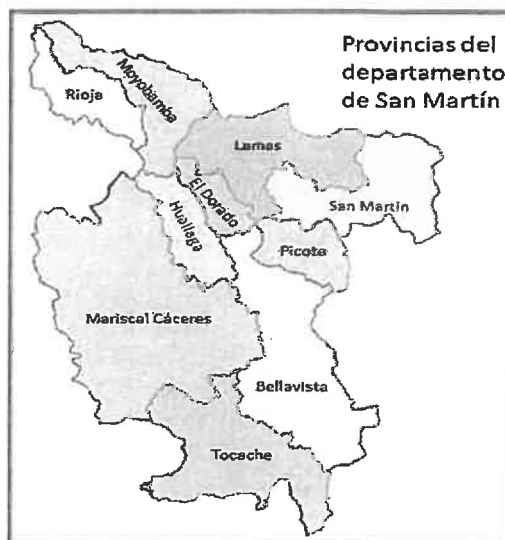 Provincias del
departamento
de San Martín
Moyobamba
Rioja
Lamas
El Dorado
San Martín
Huallaga
Picota
Mariscal Cáceres
Bellavista
Tocache